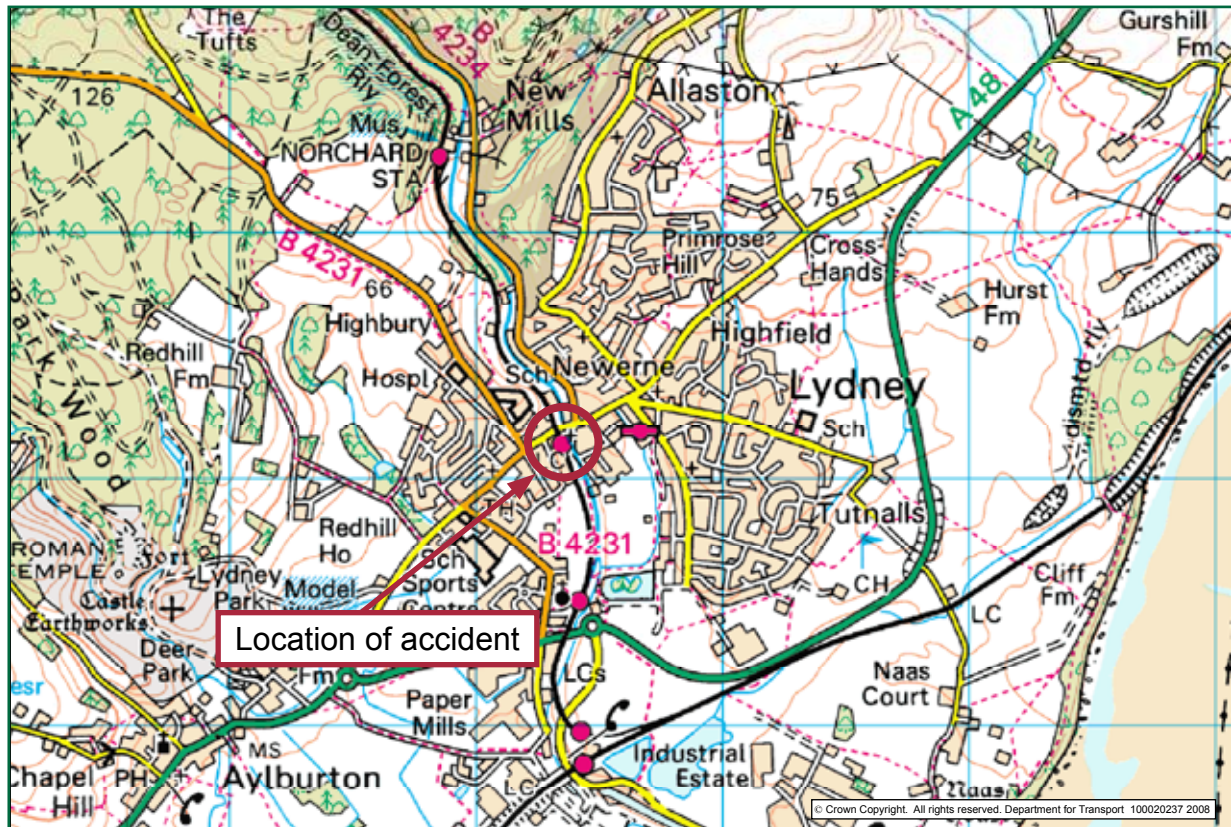 The
Tufts
B
4234
Gurshill
Fm
Dean Forest
Rly
New
Mills
Allaston
A 48
126
Mus
NORCHARD
STA
75
Primrose
Hill
Cross
Hands
B 4231
66
Highbury
Hurst
Fm
Park Wood
Redhill
Fm
Highfield
Hospl
Sch
Newerne
Lydney
dismtd rly
Sch
Redhill
Ho
H
Tutnalls
B 4231
ROMAN
TEMPLE
Fort
Sch
Sports
Centre
Lydney
Park
Model
Fm
CH
Cliff
Fm
LC
Castle
Earthworks
Deer
Park
Location of accident
LCs
Naas
Court
Paper
Mills
MS
Industrial
Estate
Chapel
Hill
PH
Aylburton
LC
Naas
© Crown Copyright. All rights reserved. Department for Transport 100020237 2008